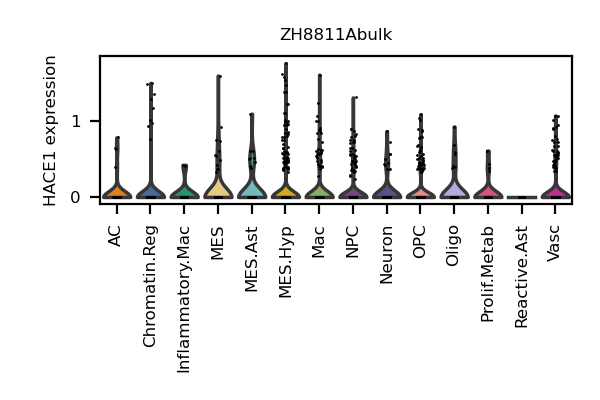 ZH8811Abulk
HACE1 expression
1
0
AC
Chromatin.Reg
Inflammatory.Mac
MES
MES.Ast
MES.Hyp
Mac
NPC
Neuron
OPC
Oligo
Prolif.Metab
Reactive.Ast
Vasc